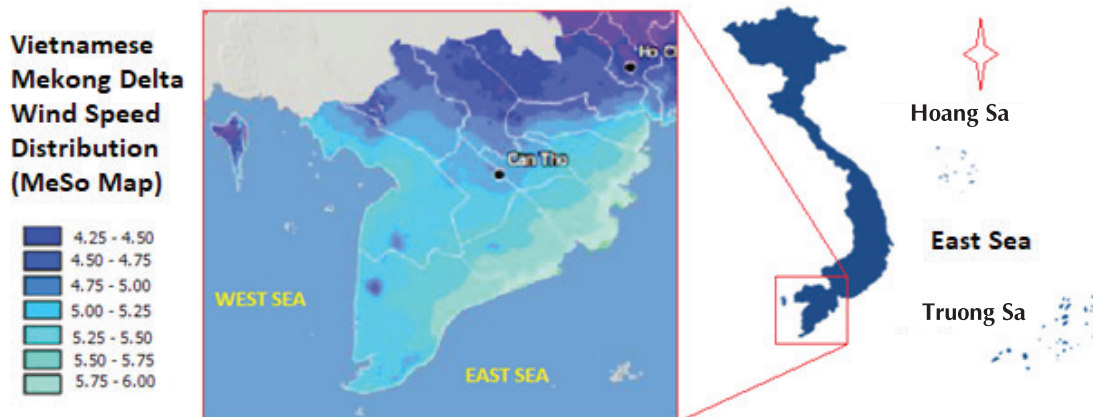 Vietnamese
Mekong Delta
Wind Speed
Distribution
(MeSo Map)
4.25 - 4.50
4.50 - 4.75
4.75 - 5.00
5.00 - 5.25
5.25 - 5.50
5.50 - 5.75
5.75 - 6.00
Ho C
Can Tho
WEST SEA
EAST SEA
Hoang Sa
East Sea
Truong Sa